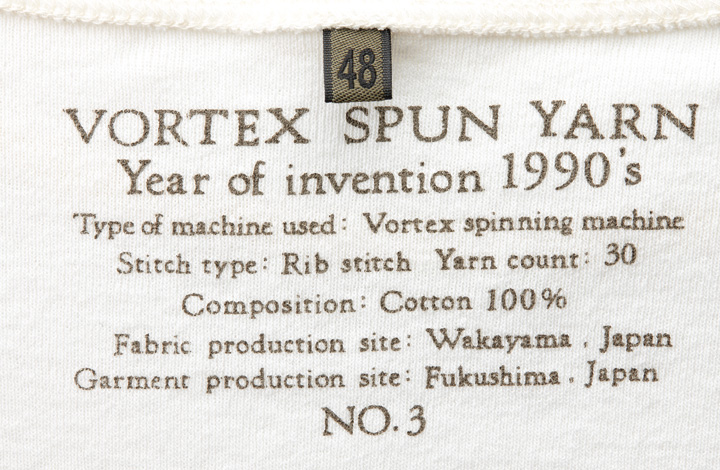 48
VORTEX SPUN YARN
Year of invention 1990's
Type of machine used: Vortex spinning machine
Stitch type: Rib stitch Yarn count: 30
Composition: Cotton 100%
Fabric production site: Wakayama, Japan
Garment production site: Fukushima, Japan
NO.3